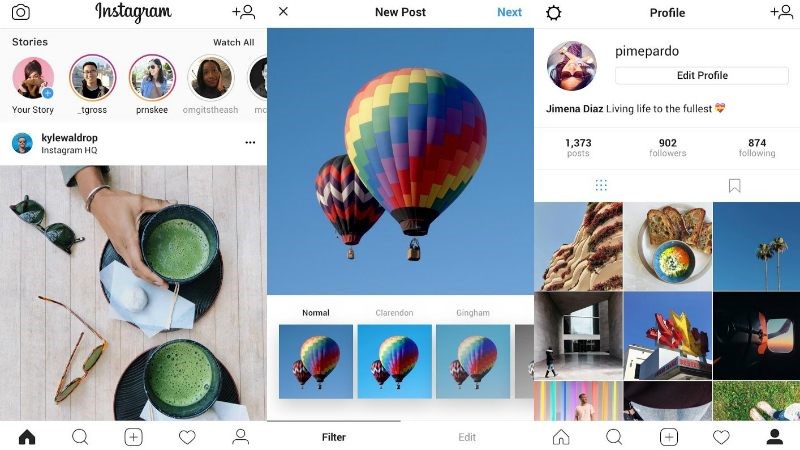 Instagram
Stories
Watch All
Your Story
_tgross
prnskee
omgitstheash
kylewaldrop
Instagram HQ
New Post
Next
Normal
Clarendon
Gingham
Filter
Edit
Profile
pimepardo
Edit Profile
Jimena Diaz Living life to the fullest 💝
1,373
902
874
posts
followers
following